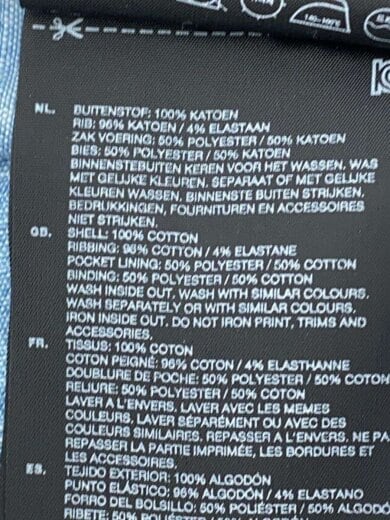 NL. BUITENSTOF: 100% KATOEN
RIB: 96% KATOEN / 4% ELASTAAN
ZAK VOERING: 50% POLYESTER / 50% KATOEN
BIES: 50% POLYESTER / 50% KATOEN
BINNENSTEBUITEN KEREN VOOR HET WASSEN. WAS
MET GELIJKE KLEUREN. SEPARAAT OF MET GELIJKE
KLEUREN WASSEN. BINNENSTE BUITEN STRIJKEN.
BEDRUKKINGEN, FOURNITUREN EN ACCESSOIRES
NIET STRIJKEN.
GB. SHELL: 100% COTTON
RIBBING: 96% COTTON / 4% ELASTANE
POCKET LINING: 50% POLYESTER / 50% COTTON
BINDING: 50% POLYESTER / 50% COTTON
WASH INSIDE OUT. WASH WITH SIMILAR COLOURS.
WASH SEPARATELY OR WITH SIMILAR COLOURS.
IRON INSIDE OUT. DO NOT IRON PRINT, TRIMS AND
ACCESSORIES.
FR. TISSUS: 100% COTON
COTON PEIGNÉ: 96% COTON / 4% ELASTHANNE
DOUBLURE DE POCHE: 50% POLYESTER / 50% COTON
RELIURE: 50% POLYESTER / 50% COTON
LAVER A L'ENVERS. LAVER AVEC LES MEMES
COULEURS. LAVER SÉPARÉMENT OU AVEC DES
COULEURS SIMILAIRES. REPASSER A L'ENVERS. NE PA
REPASSER LA PARTIE IMPRIMÉE, LES BORDURES ET
LES ACCESSOIRES.
ES. TEJIDO EXTERIOR: 100% ALGODÓN
PUNTO ELÁSTICO: 96% ALGODÓN / 4% ELASTANO
FORRO DEL BOLSILLO: 50% POLIÉSTER / 50% ALGODÓ
RIBETE: 50% POLIÉSTER / 50% ALGODÓN